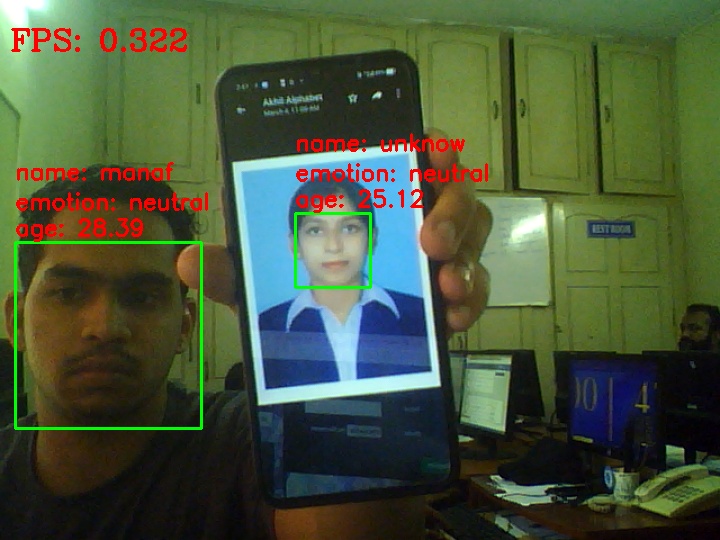 FPS: 0.322
Akhil Alphabet
name: unknow
emotion: neutral
age: 25.12
name: manaf
emotion: neutral
age: 28.39
REST ROOM